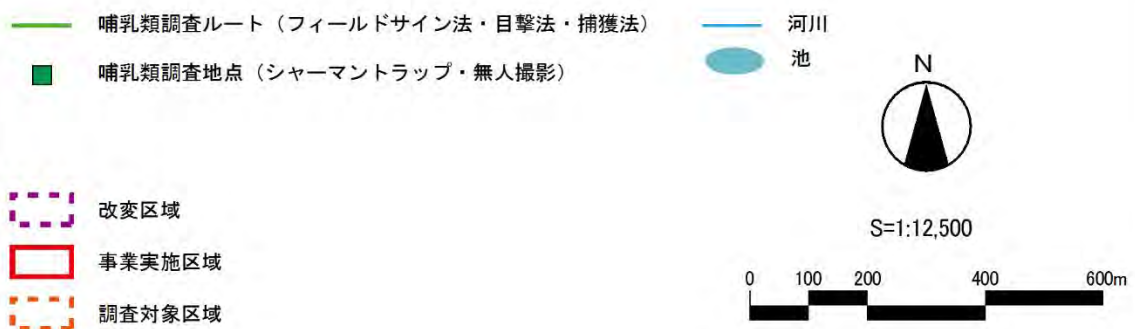 哺乳類調査ルート（フィールドサイン法・目撃法・捕獲法）
哺乳類調査地点（シャーマントラップ・無人撮影）
改変区域
事業実施区域
調査対象区域
河川
池
N
S=1:12,500
0 100 200 400 600m